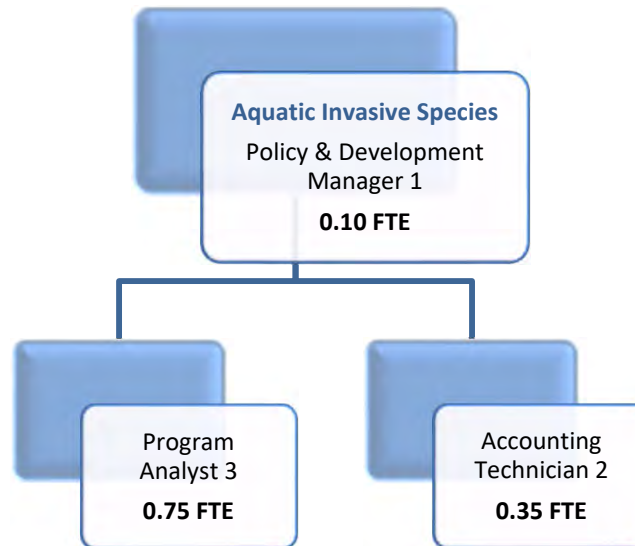 Aquatic Invasive Species
Policy & Development
Manager 1
0.10 FTE
Program
Analyst 3
0.75 FTE
Accounting
Technician 2
0.35 FTE